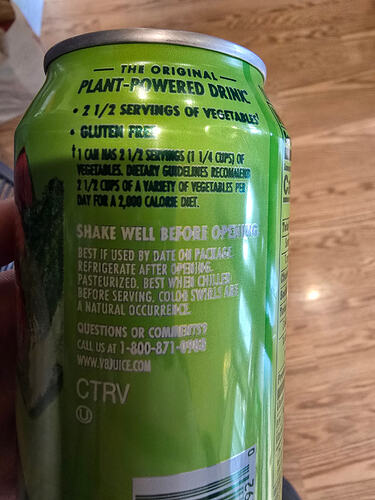 THE ORIGINAL
PLANT-POWERED DRINK™
• 2 1/2 SERVINGS OF VEGETABLES†
• GLUTEN FREE
† 1 CAN HAS 2 1/2 SERVINGS (1 1/4 CUPS) OF
VEGETABLES. DIETARY GUIDELINES RECOMMEND
2 1/2 CUPS OF A VARIETY OF VEGETABLES PER
DAY FOR A 2,000 CALORIE DIET.
SHAKE WELL BEFORE OPENING
BEST IF USED BY DATE ON PACKAGE.
REFRIGERATE AFTER OPENING.
PASTEURIZED. BEST WHEN CHILLED
BEFORE SERVING. COLOR SWIRLS ARE
A NATURAL OCCURRENCE.
QUESTIONS OR COMMENTS?
CALL US AT 1-800-871-0988
WWW.V8JUICE.COM
CTRV
U
92 0